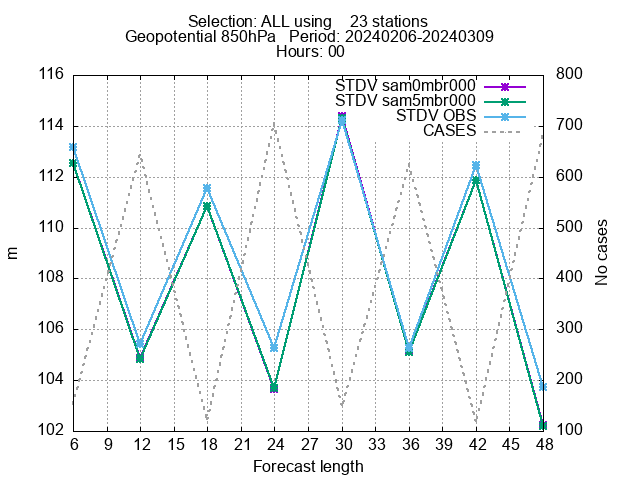 Selection: ALL using    23 stations
Geopotential 850hPa   Period: 20240206-20240309
Hours: 00
116 800
STDV sam0mbr000
STDV sam5mbr000
STDV OBS
CASES
114 700
112 600
110 500
m
No cases
108 400
106 300
104 200
102 100
6 9 12 15 18 21 24 27 30 33 36 39 42 45 48
Forecast length